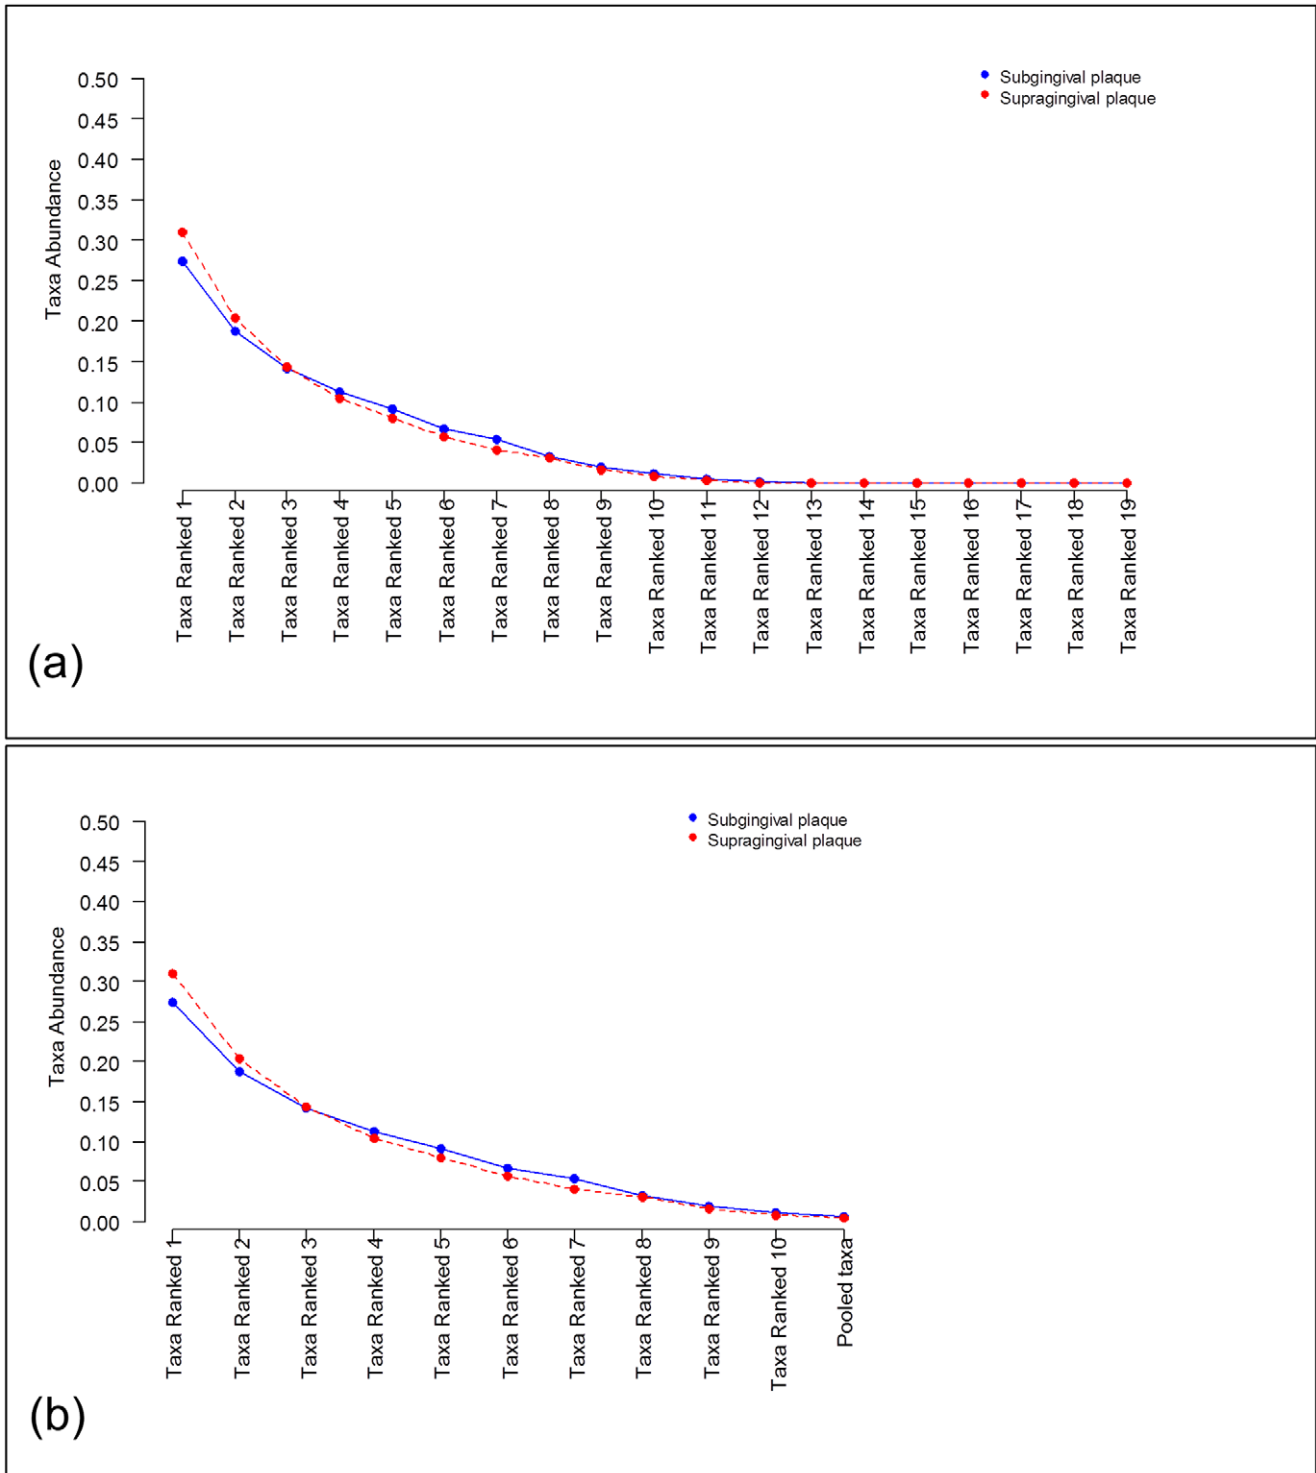 Subgingival plaque
Supragingival plaque
0.50
0.45
0.40
0.35
0.30
0.25
0.20
0.15
0.10
0.05
0.00
Taxa Abundance
Taxa Ranked 1
Taxa Ranked 2
Taxa Ranked 3
Taxa Ranked 4
Taxa Ranked 5
Taxa Ranked 6
Taxa Ranked 7
Taxa Ranked 8
Taxa Ranked 9
Taxa Ranked 10
Taxa Ranked 11
Taxa Ranked 12
Taxa Ranked 13
Taxa Ranked 14
Taxa Ranked 15
Taxa Ranked 16
Taxa Ranked 17
Taxa Ranked 18
Taxa Ranked 19
(a)
Subgingival plaque
Supragingival plaque
0.50
0.45
0.40
0.35
0.30
0.25
0.20
0.15
0.10
0.05
0.00
Taxa Abundance
Taxa Ranked 1
Taxa Ranked 2
Taxa Ranked 3
Taxa Ranked 4
Taxa Ranked 5
Taxa Ranked 6
Taxa Ranked 7
Taxa Ranked 8
Taxa Ranked 9
Taxa Ranked 10
Pooled taxa
(b)